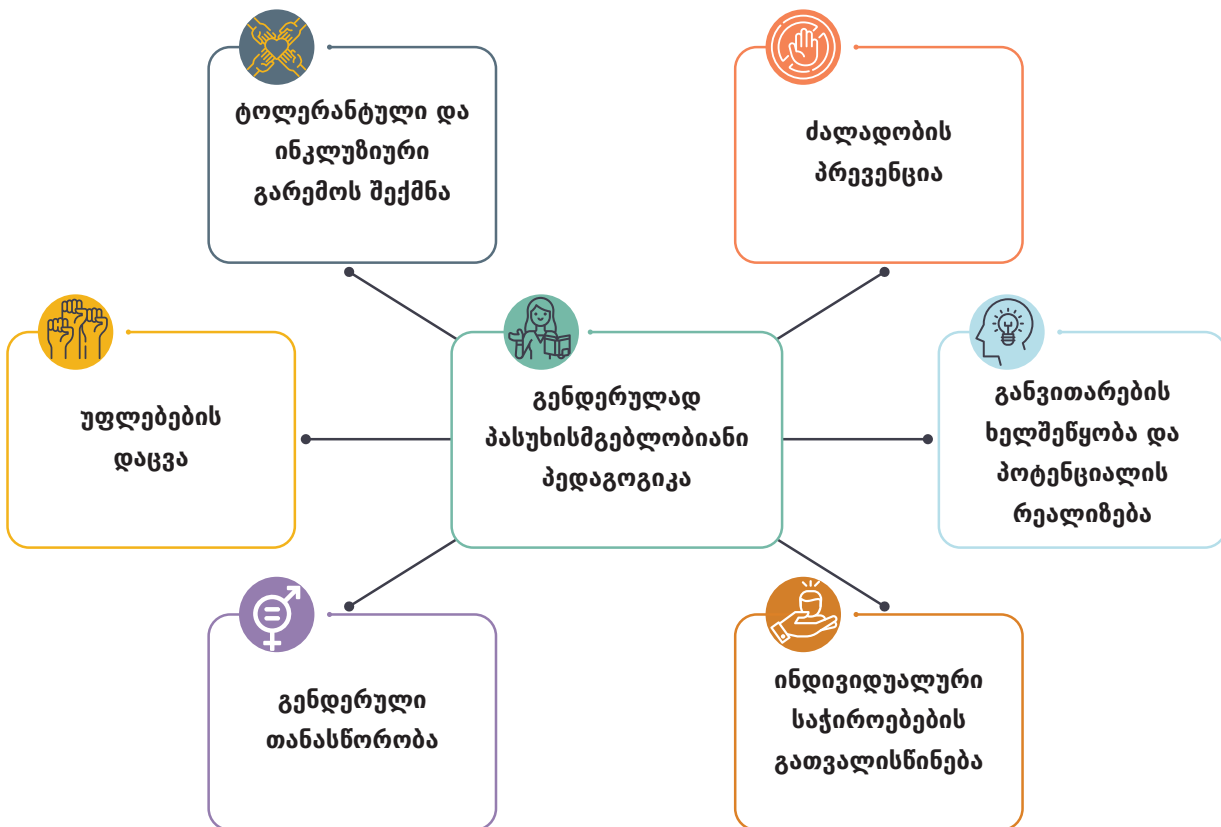 ტოლერანტული და
ინკლუზიური
გარემოს შექმნა
ძალადობის
პრევენცია
უფლებების
დაცვა
გენდერულად
პასუხისმგებლობიანი
პედაგოგიკა
განვითარების
ხელშეწყობა და
პოტენციალის
რეალიზება
გენდერული
თანასწორობა
ინდივიდუალური
საჭიროებების
გათვალისწინება